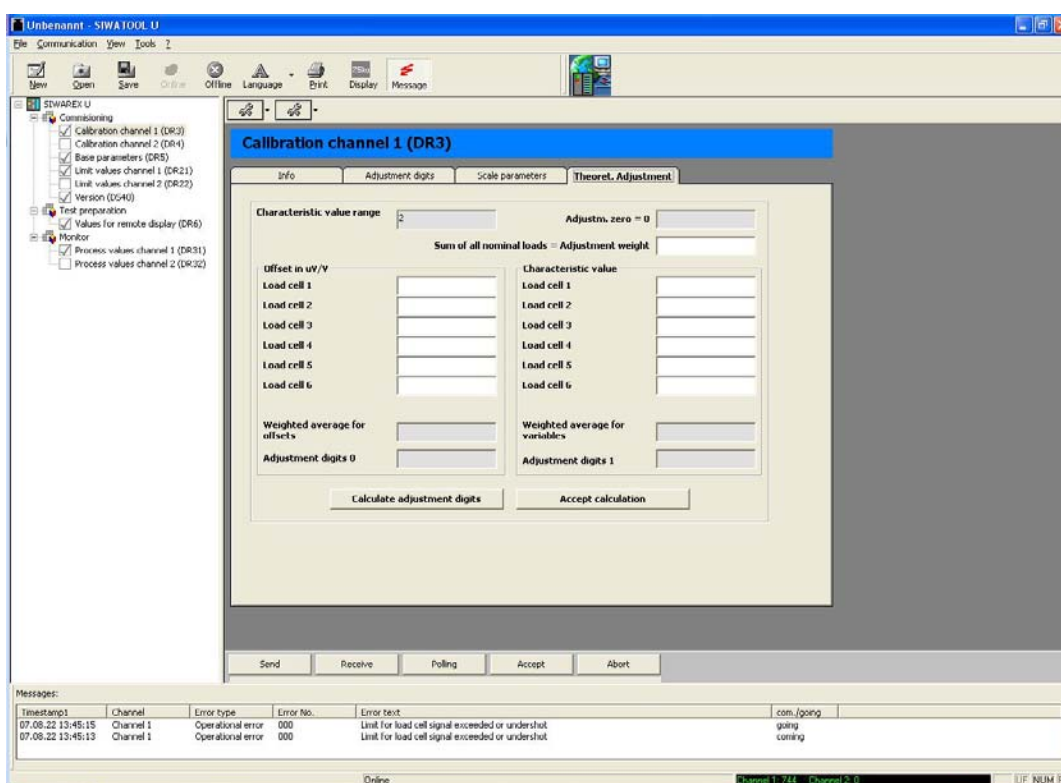 Unbenannt - SIWATOOL U
File Communication View Tools ?
New Open Save Online Offline Language Print Display Message
SIWAREX U
Commisioning
Calibration channel 1 (DR3)
Calibration channel 2 (DR4)
Base parameters (DR5)
Limit values channel 1 (DR21)
Limit values channel 2 (DR22)
Version (DS40)
Test preparation
Values for remote display (DR6)
Monitor
Process values channel 1 (DR31)
Process values channel 2 (DR32)
Calibration channel 1 (DR3)
Info Adjustment digits Scale parameters Theoret. Adjustment
Characteristic value range 2 Adjustm. zero = 0
Sum of all nominal loads = Adjustment weight
Offset in uV/V Characteristic value
Load cell 1 Load cell 1
Load cell 2 Load cell 2
Load cell 3 Load cell 3
Load cell 4 Load cell 4
Load cell 5 Load cell 5
Load cell 6 Load cell 6
Weighted average for offsets Weighted average for variables
Adjustment digits 0 Adjustment digits 1
Calculate adjustment digits Accept calculation
Send Receive Polling Accept Abort
Messages:
Timestamp1 Channel Error type Error No. Error text com./going
07.08.22 13:45:15 Channel 1 Operational error 000 Limit for load cell signal exceeded or undershot going
07.08.22 13:45:13 Channel 1 Operational error 000 Limit for load cell signal exceeded or undershot coming
Online Channel 1: 744 Channel 2: 0 UF NUM